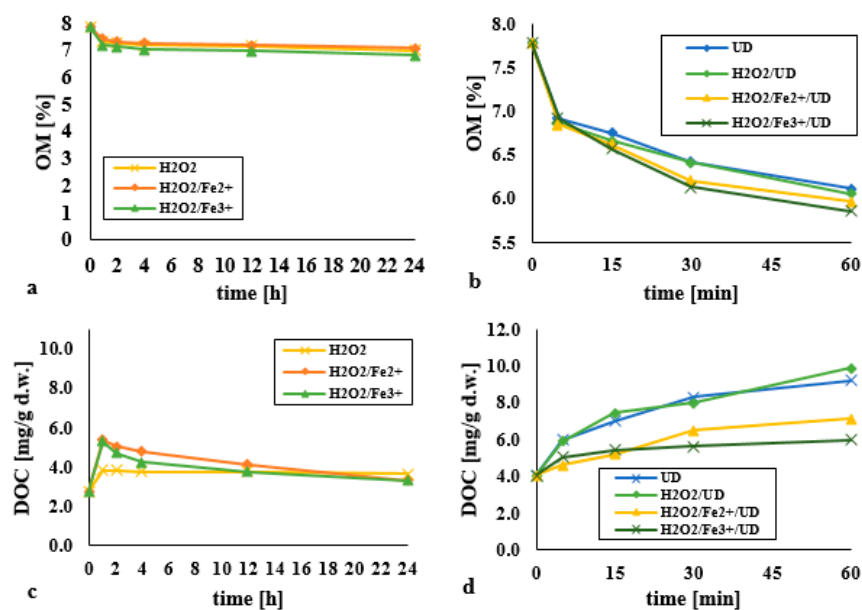 8
7
6
5
4
3
2
1
0
OM [%]
H2O2
H2O2/Fe2+
H2O2/Fe3+
0 2 4 6 8 10 12 14 16 18 20 22 24
a
time [h]
8.0
7.5
7.0
6.5
6.0
5.5
OM [%]
UD
H2O2/UD
H2O2/Fe2+/UD
H2O2/Fe3+/UD
0 15 30 45 60
b
time [min]
10.0
8.0
6.0
4.0
2.0
0.0
DOC [mg/g d.w.]
H2O2
H2O2/Fe2+
H2O2/Fe3+
0 2 4 6 8 10 12 14 16 18 20 22 24
c
time [h]
12.0
10.0
8.0
6.0
4.0
2.0
0.0
DOC [mg/g d.w.]
UD
H2O2/UD
H2O2/Fe2+/UD
H2O2/Fe3+/UD
0 15 30 45 60
d
time [min]